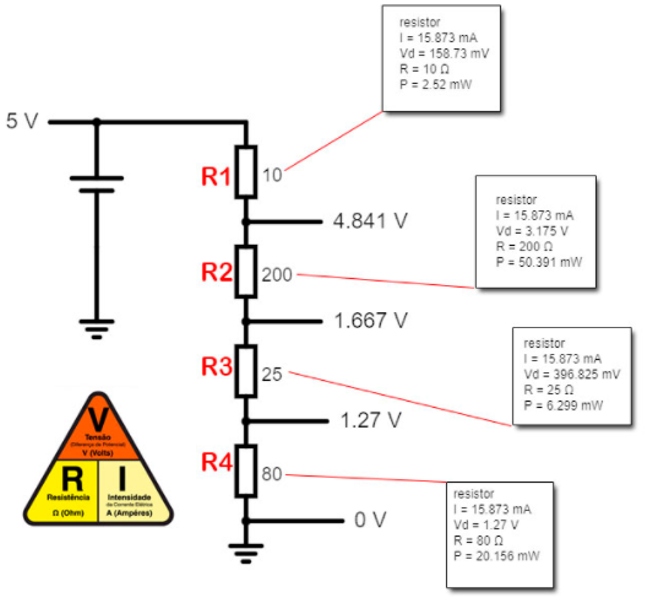 resistor
I = 15.873 mA
Vd = 158.73 mV
R = 10 Ω
P = 2.52 mW
5 V
R1
10
4.841 V
resistor
I = 15.873 mA
Vd = 3.175 V
R = 200 Ω
P = 50.391 mW
R2
200
1.667 V
resistor
I = 15.873 mA
Vd = 396.825 mV
R = 25 Ω
P = 6.299 mW
R3
25
1.27 V
R4
80
resistor
I = 15.873 mA
Vd = 1.27 V
R = 80 Ω
P = 20.156 mW
0 V
V
Tensão
(Diferença de Potencial)
V (Volts)
R
Resistência
Ω (Ohm)
I
Intensidade
da Corrente Elétrica
A (Ampéres)